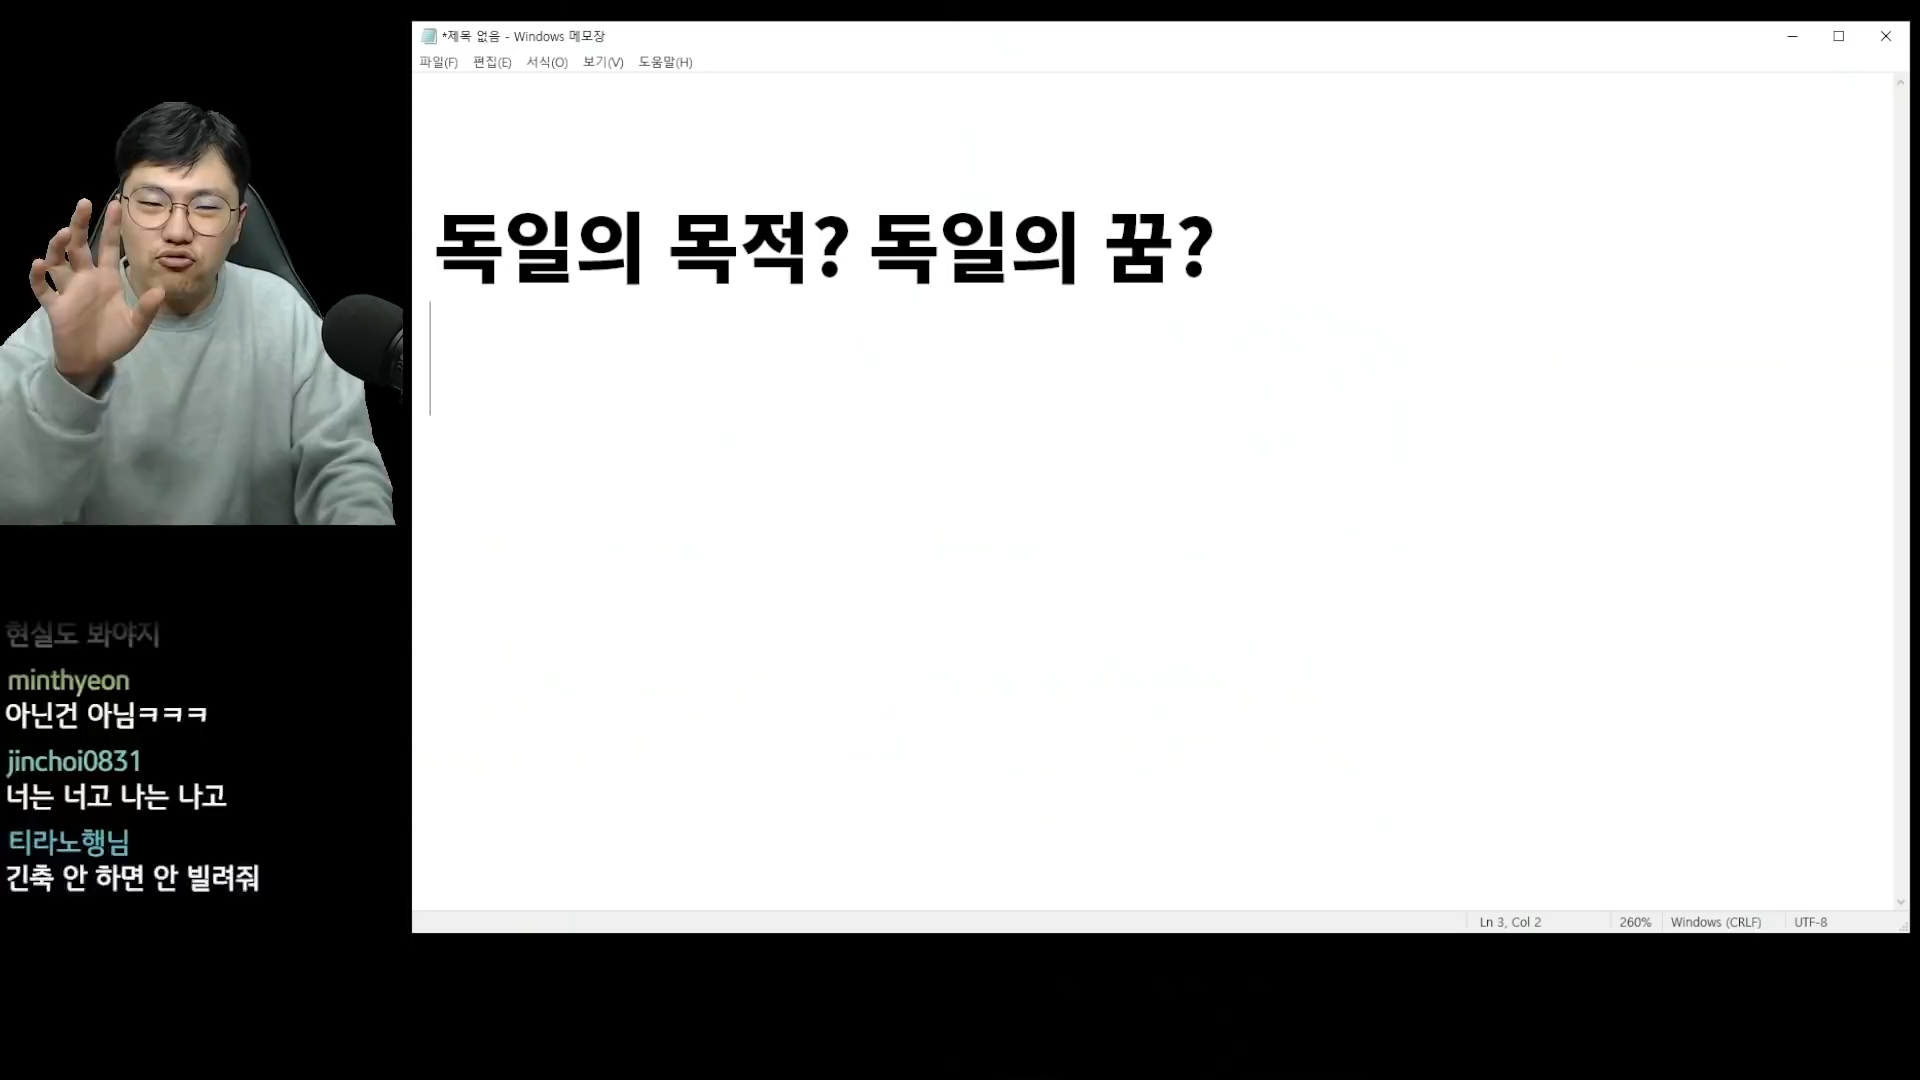 *제목 없음 - Windows 메모장
파일(F) 편집(E) 서식(O) 보기(V) 도움말(H)
독일의 목적? 독일의 꿈?
현실도 봐야지
minthyeon
아닌건 아님ㅋㅋㅋ
jinchoi0831
너는 너고 나는 나고
티라노행님
긴축 안 하면 안 빌려줘
Ln 3, Col 2 260% Windows (CRLF) UTF-8